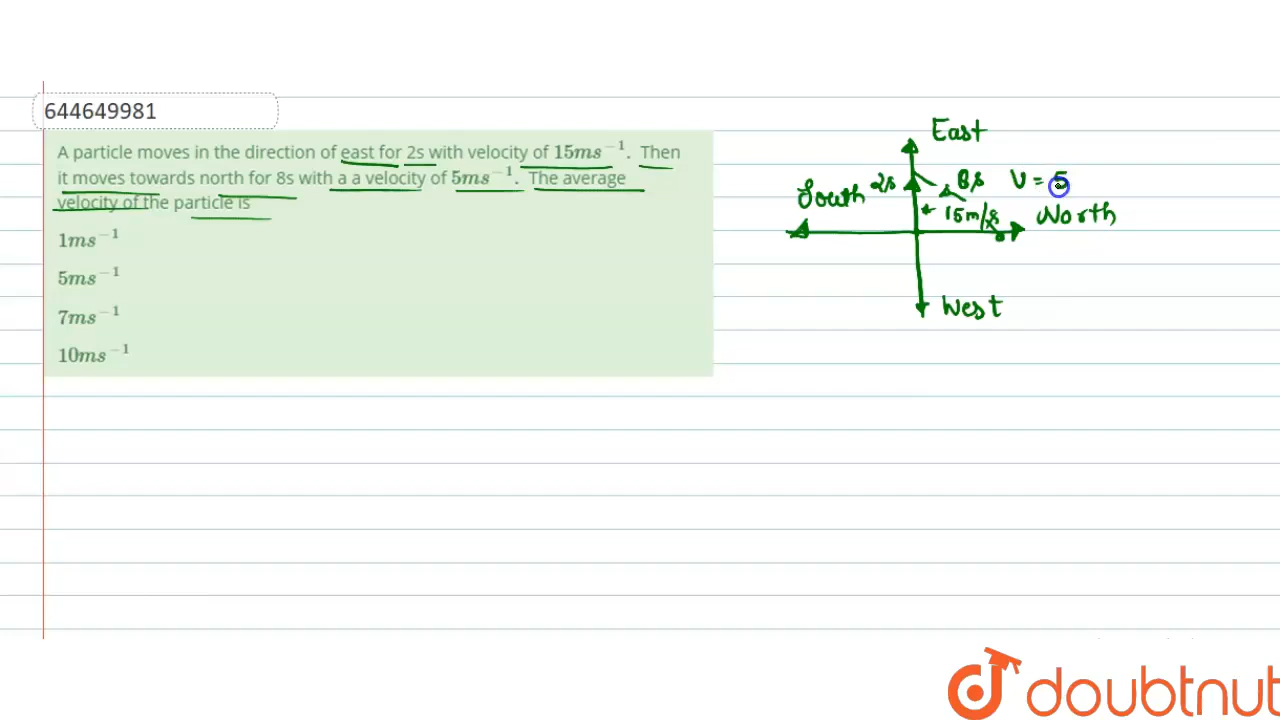 644649981
A particle moves in the direction of east for 2s with velocity of 15ms⁻¹. Then
it moves towards north for 8s with a a velocity of 5ms⁻¹. The average
velocity of the particle is
1ms⁻¹
5ms⁻¹
7ms⁻¹
10ms⁻¹
East
South 2s 8s V = 5
15m/s North
West
doubtnut